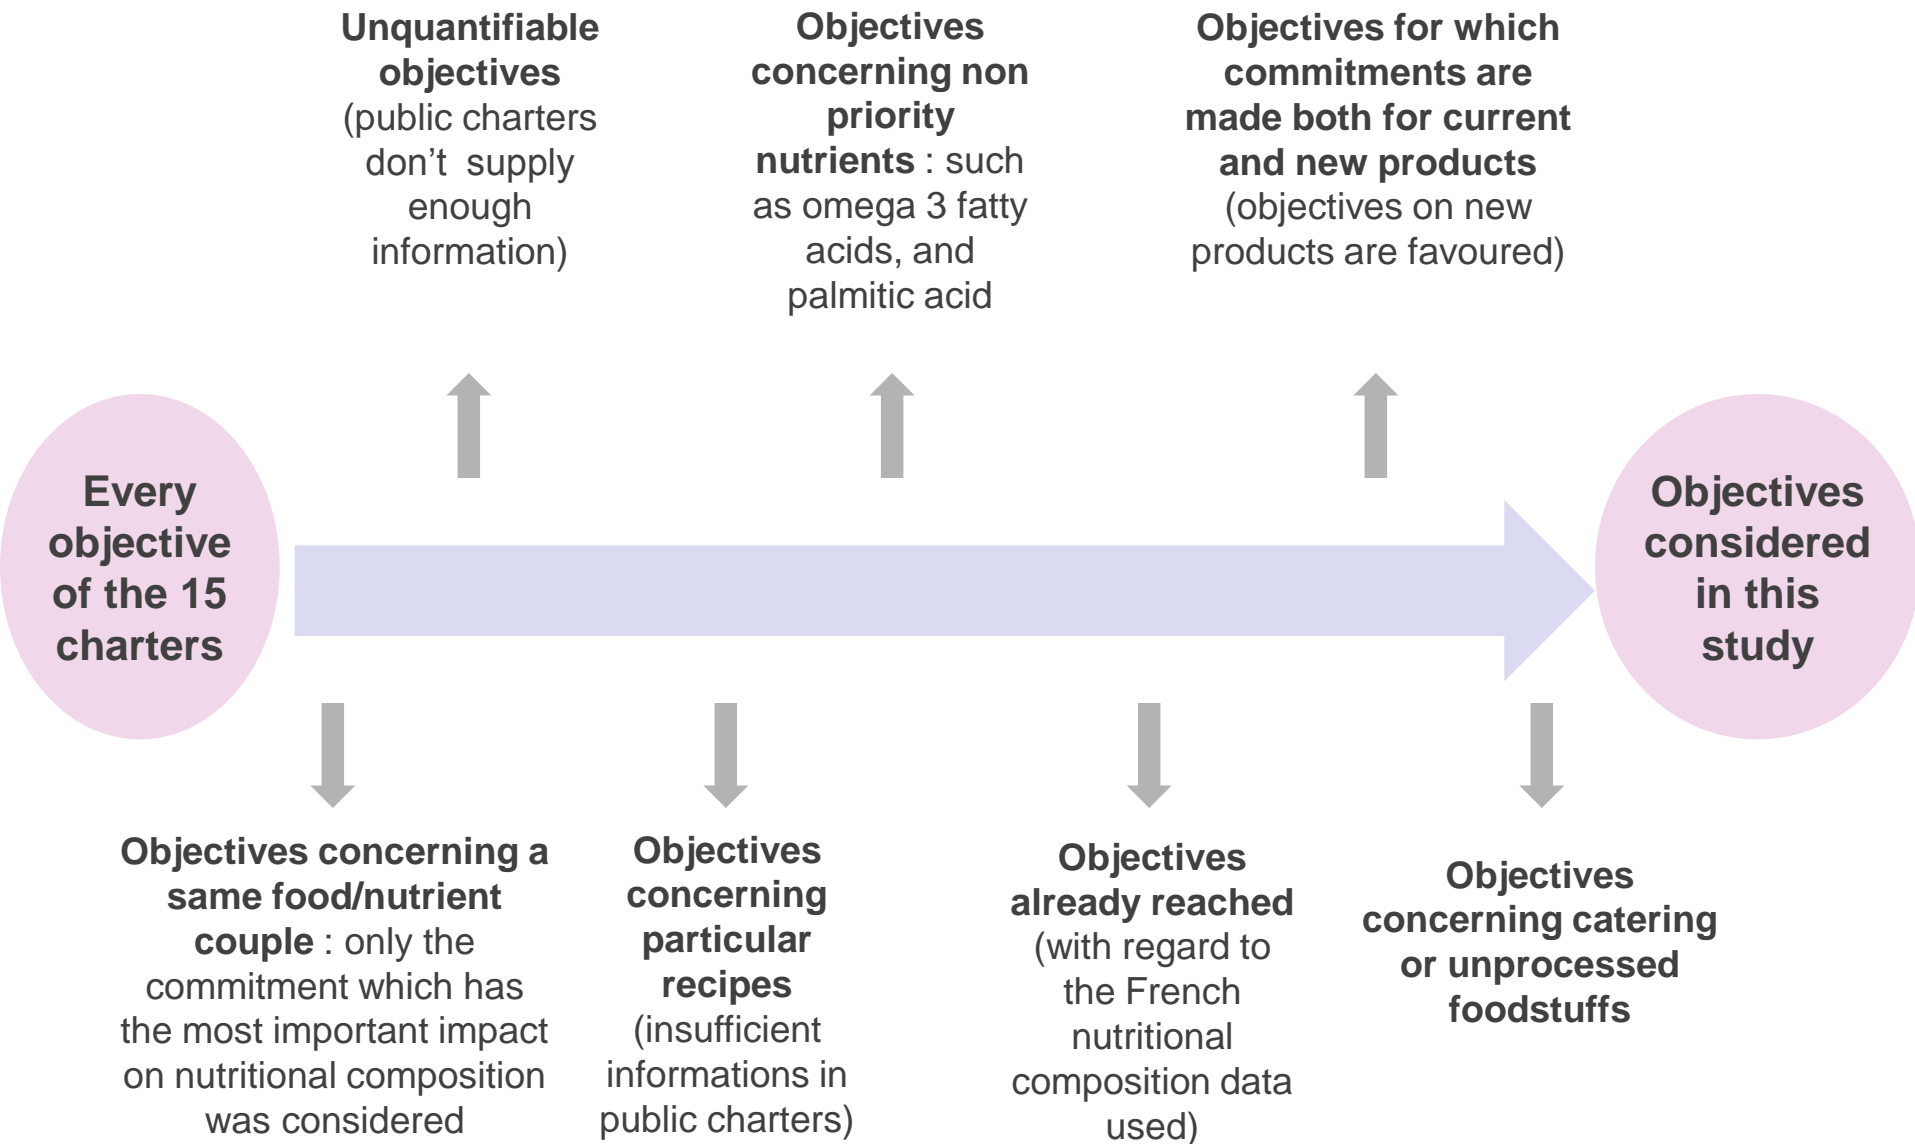 Unquantifiable
objectives
(public charters
don’t  supply
enough
information)
Objectives
concerning non
priority
nutrients : such
as omega 3 fatty
acids, and
palmitic acid
Objectives for which
commitments are
made both for current
and new products
(objectives on new
products are favoured)
Every
objective
of the 15
charters
Objectives
considered
in this
study
Objectives concerning a
same food/nutrient
couple : only the
commitment which has
the most important impact
on nutritional composition
was considered
Objectives
concerning
particular
recipes
(insufficient
informations in
public charters)
Objectives
already reached
(with regard to
the French
nutritional
composition data
used)
Objectives
concerning catering
or unprocessed
foodstuffs